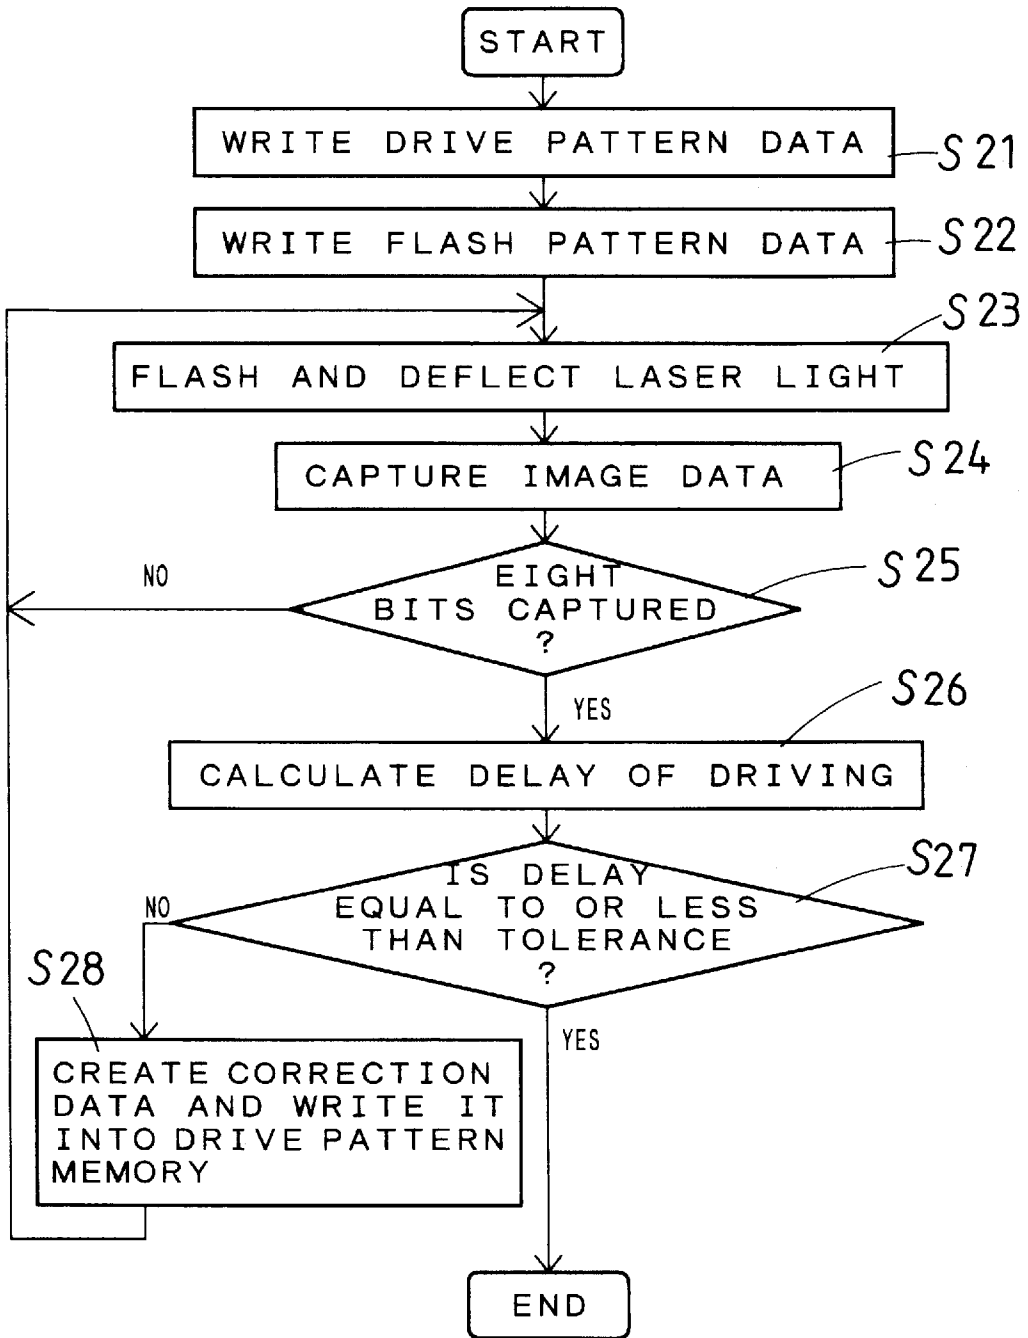 START
WRITE DRIVE PATTERN DATA
S21
WRITE FLASH PATTERN DATA
S22
S23
FLASH AND DEFLECT LASER LIGHT
CAPTURE IMAGE DATA
S24
NO
EIGHT
BITS CAPTURED
?
S25
YES
S26
CALCULATE DELAY OF DRIVING
NO
IS DELAY
EQUAL TO OR LESS
THAN TOLERANCE
?
S27
S28
YES
CREATE CORRECTION
DATA AND WRITE IT
INTO DRIVE PATTERN
MEMORY
END